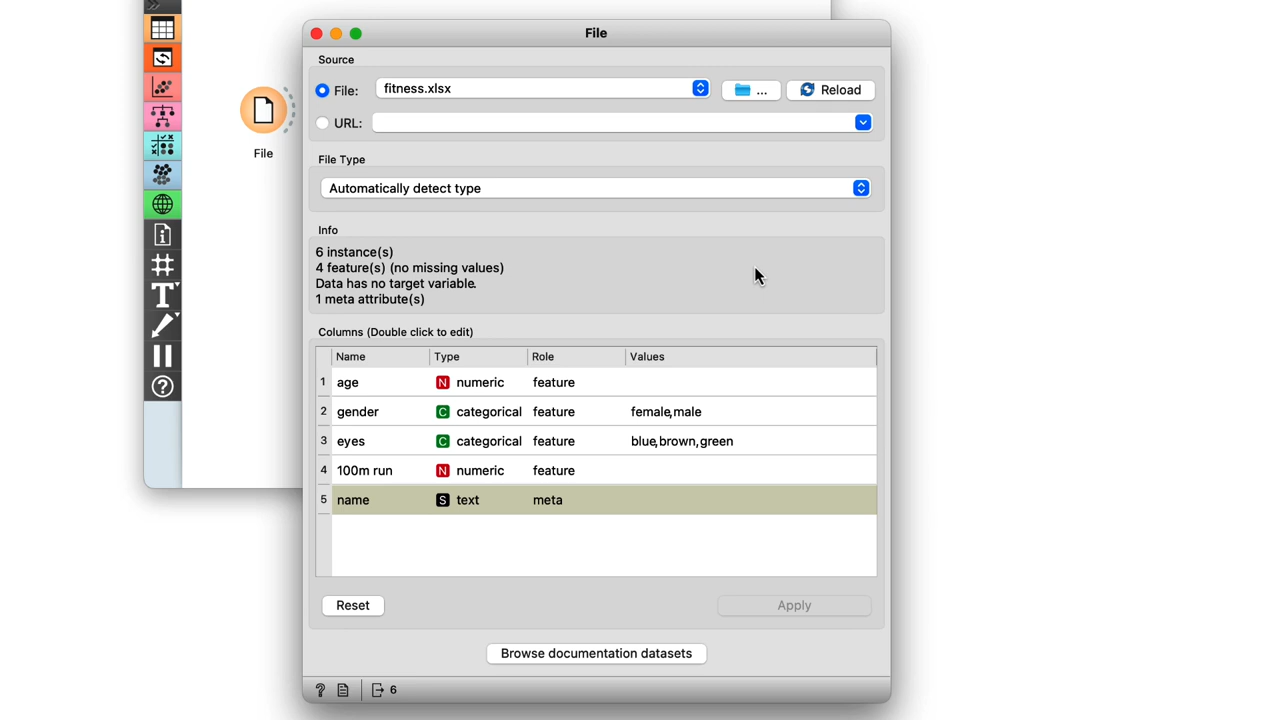 File
Source
File: fitness.xlsx ... Reload
URL:
File Type
Automatically detect type
Info
6 instance(s)
4 feature(s) (no missing values)
Data has no target variable.
1 meta attribute(s)
Columns (Double click to edit)
Name Type Role Values
1 age N numeric feature
2 gender C categorical feature female, male
3 eyes C categorical feature blue, brown, green
4 100m run N numeric feature
5 name S text meta
Reset Apply
Browse documentation datasets
? 6
File
T
?